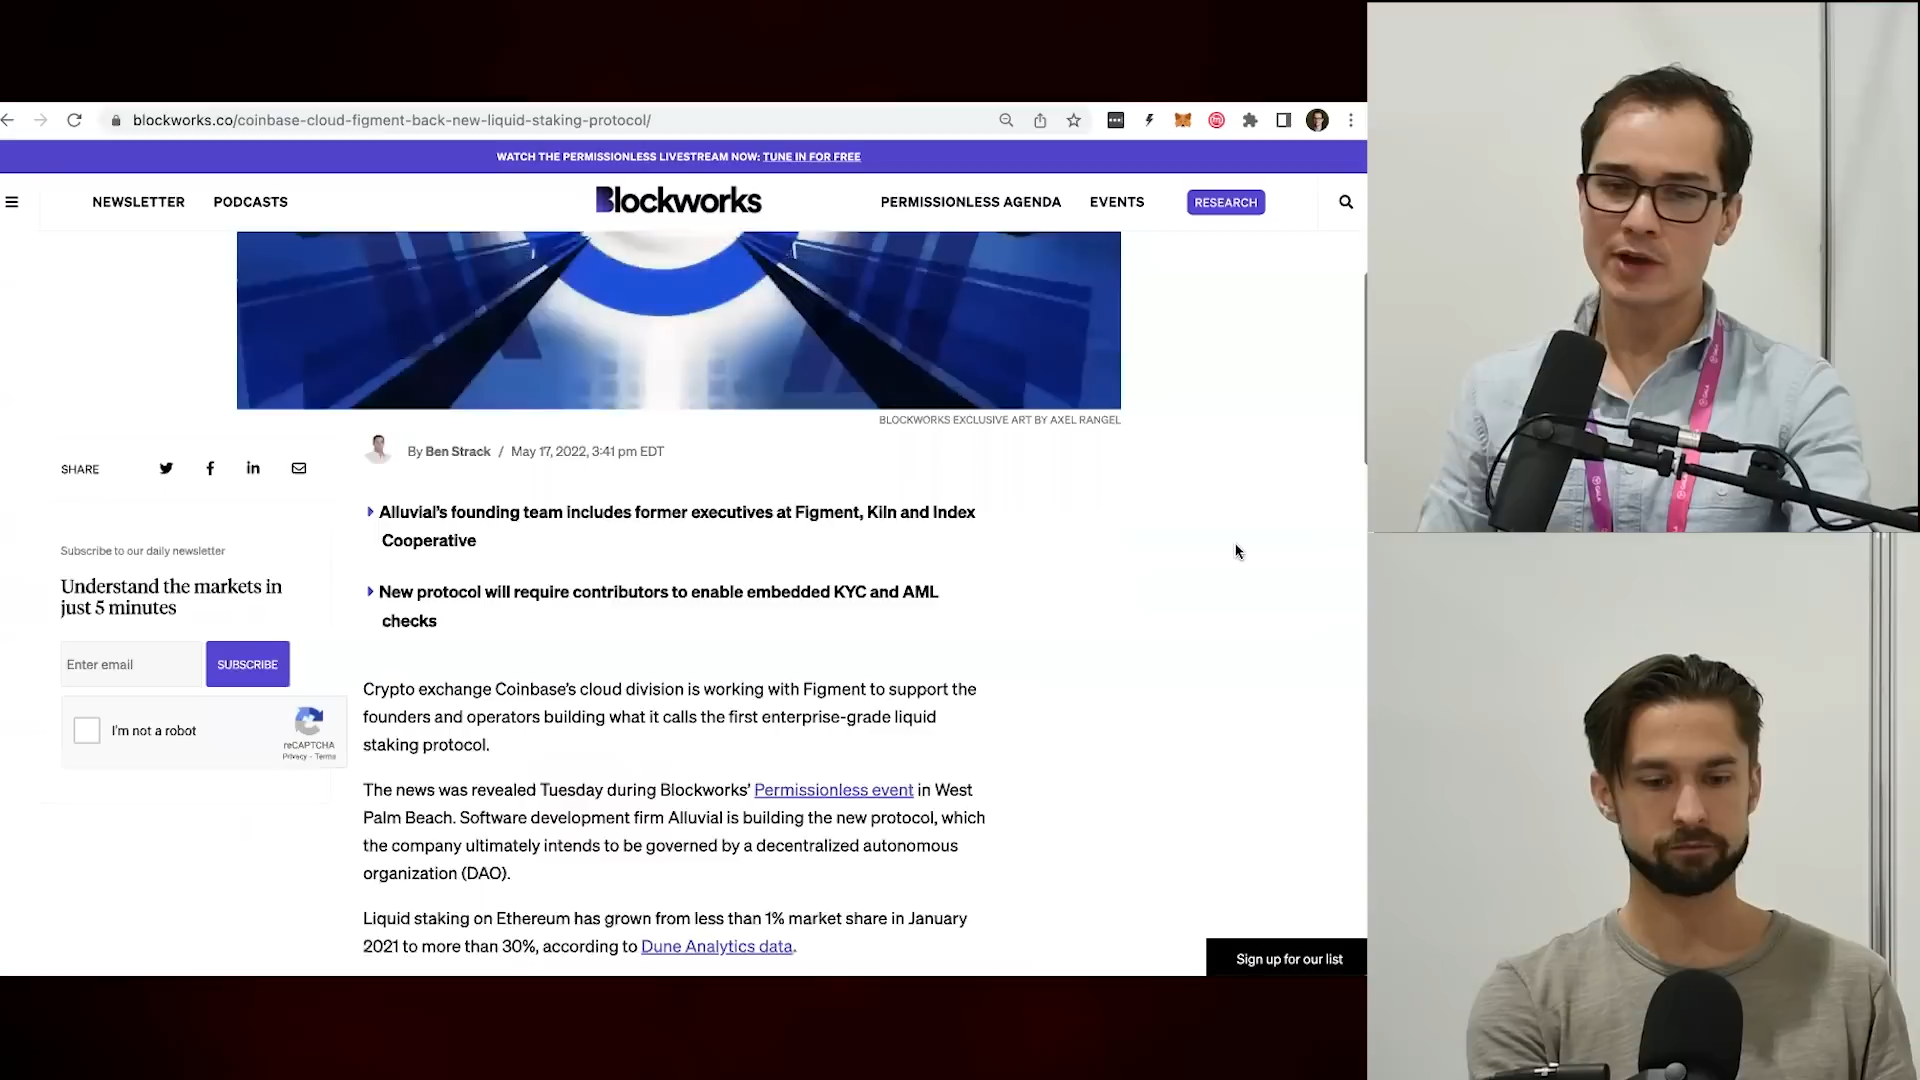 blockworks.co/coinbase-cloud-figment-back-new-liquid-staking-protocol/
WATCH THE PERMISSIONLESS LIVESTREAM NOW: TUNE IN FOR FREE
NEWSLETTER
PODCASTS
Blockworks
PERMISSIONLESS AGENDA
EVENTS
RESEARCH
BLOCKWORKS EXCLUSIVE ART BY AXEL RANGEL
By Ben Strack / May 17, 2022, 3:41 pm EDT
SHARE
Alluvial's founding team includes former executives at Figment, Kiln and Index
Cooperative
New protocol will require contributors to enable embedded KYC and AML
checks
Subscribe to our daily newsletter
Understand the markets in
just 5 minutes
Enter email
SUBSCRIBE
I'm not a robot
reCAPTCHA
Privacy - Terms
Crypto exchange Coinbase's cloud division is working with Figment to support the
founders and operators building what it calls the first enterprise-grade liquid
staking protocol.
The news was revealed Tuesday during Blockworks' Permissionless event in West
Palm Beach. Software development firm Alluvial is building the new protocol, which
the company ultimately intends to be governed by a decentralized autonomous
organization (DAO).
Liquid staking on Ethereum has grown from less than 1% market share in January
2021 to more than 30%, according to Dune Analytics data.
Sign up for our list
GALA
GALA
GALA